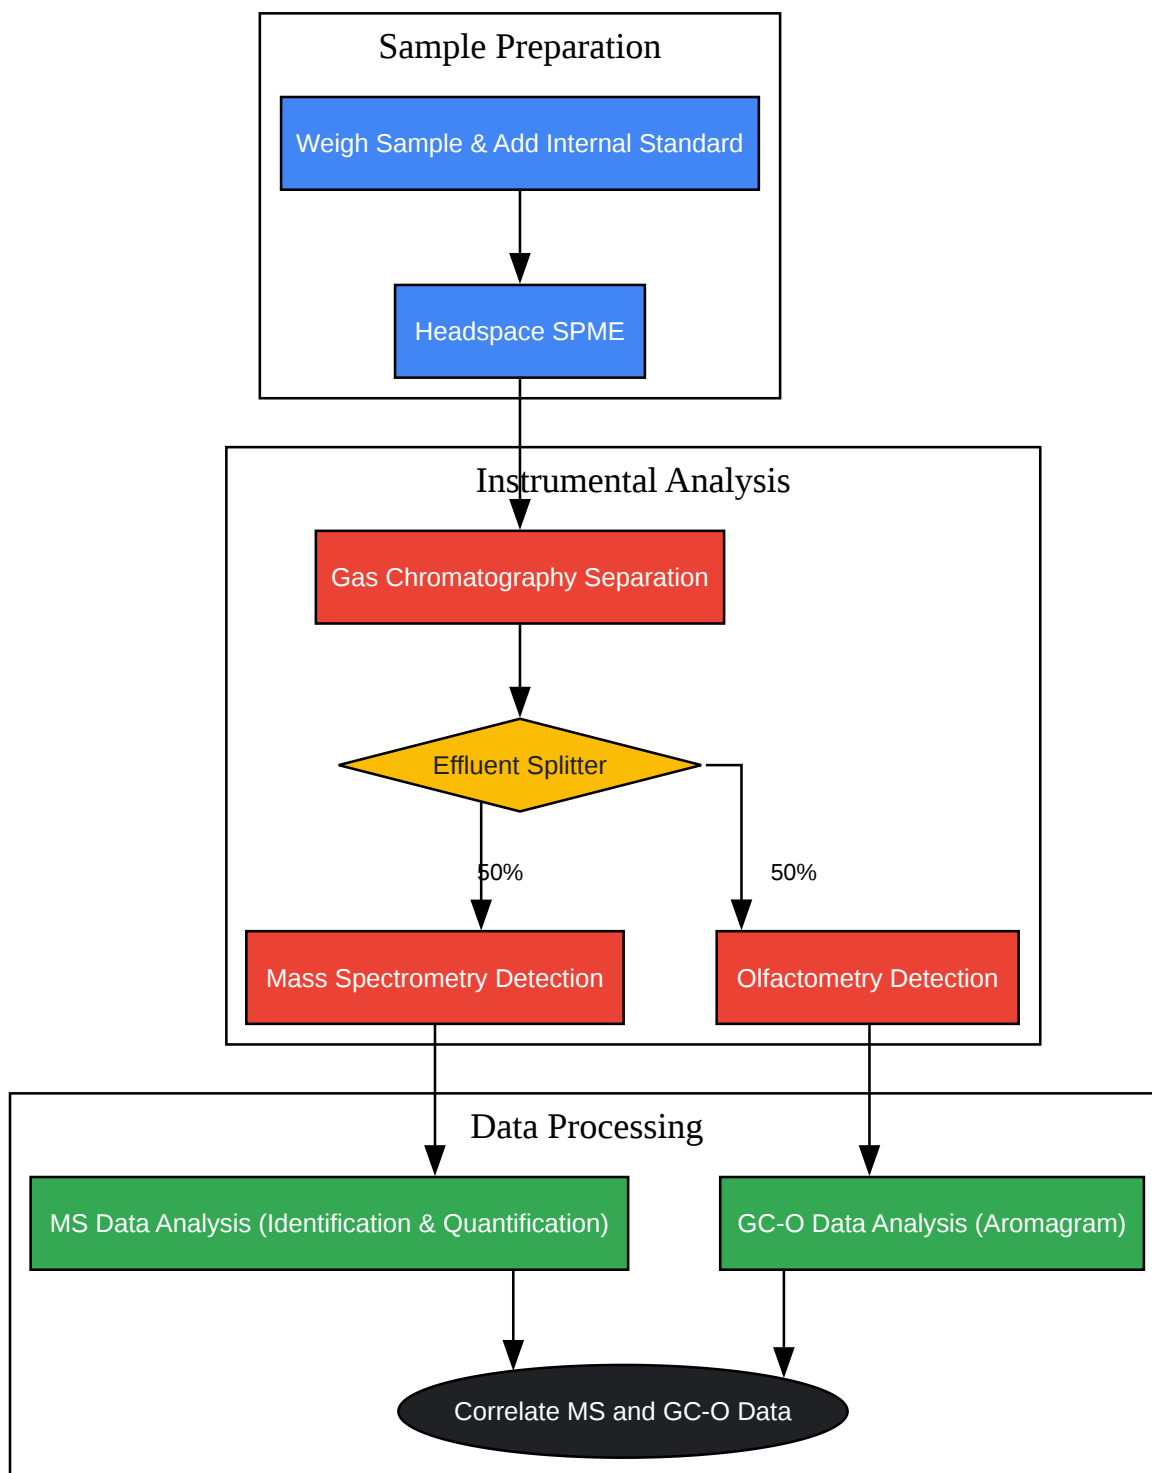 Sample Preparation
Weigh Sample & Add Internal Standard
Headspace SPME
Instrumental Analysis
Gas Chromatography Separation
Effluent Splitter
50%
50%
Mass Spectrometry Detection
Olfactometry Detection
Data Processing
MS Data Analysis (Identification & Quantification)
GC-O Data Analysis (Aromagram)
Correlate MS and GC-O Data